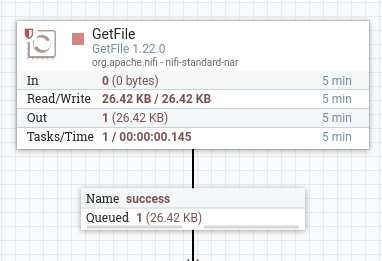 GetFile
GetFile 1.22.0
org.apache.nifi - nifi-standard-nar
In 0 (0 bytes) 5 min
Read/Write 26.42 KB / 26.42 KB 5 min
Out 1 (26.42 KB) 5 min
Tasks/Time 1 / 00:00:00.145 5 min
Name success
Queued 1 (26.42 KB)